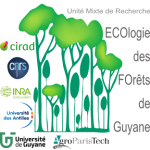 Unité Mixte de Recherche
ECOlogie
des
FOrêts
de
Guyane
cirad
cnrs
INRA
Université
des Antilles
Université
de Guyane
AgroParisTech